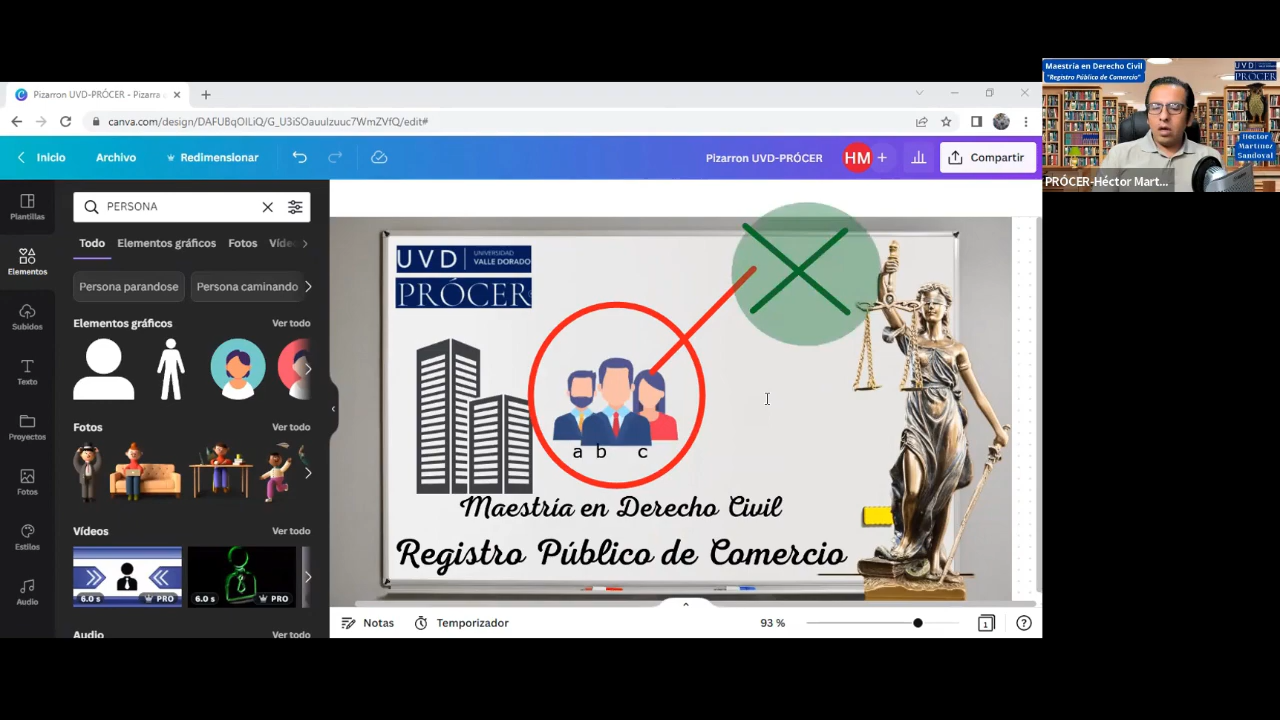 Pizarron UVD-PRÓCER - Pizarra
canva.com/design/DAFUBqOlLiQ/G_U3iSOauuIzuuc7WmZVfQ/edit#
Inicio
Archivo
Redimensionar
Pizarron UVD-PRÓCER
HM
Compartir
Plantillas
Elementos
Subidos
Texto
Proyectos
Fotos
Estilos
Audio
PERSONA
Todo
Elementos gráficos
Fotos
Víde
Persona parandose
Persona caminando
Elementos gráficos
Ver todo
Fotos
Ver todo
Vídeos
Ver todo
6.0 s
PRO
6.0 s
PRO
Audio
Ver todo
UVD
UNIVERSIDAD
VALLE DORADO
PRÓCER
a b c
Maestría en Derecho Civil
Registro Público de Comercio
Notas
Temporizador
93 %
1
Maestría en Derecho Civil
"Registro Público de Comercio"
UVD
PRÓCER
Héctor
Martínez
Sandoval
PRÓCER-Héctor Mart...